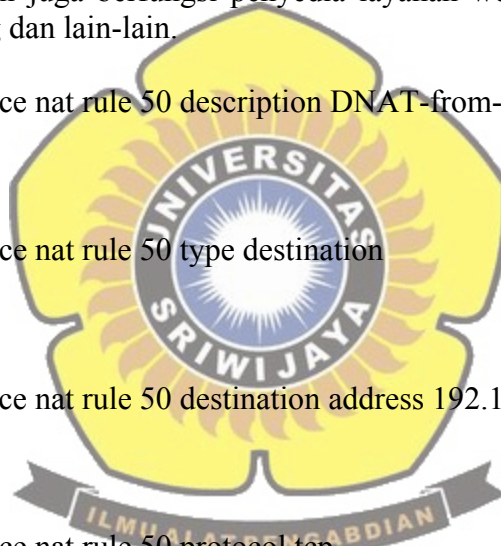 juga berfungsi penyedia layanan
dan lain-lain.
ce nat rule 50 description DNAT-from-
UNIVERSITAS
ce nat rule 50 type destination
SRIWIJAYA
ce nat rule 50 destination address 192.1
ce nat rule 50 protocol tcp
ILMU ALAT PENGABDIAN